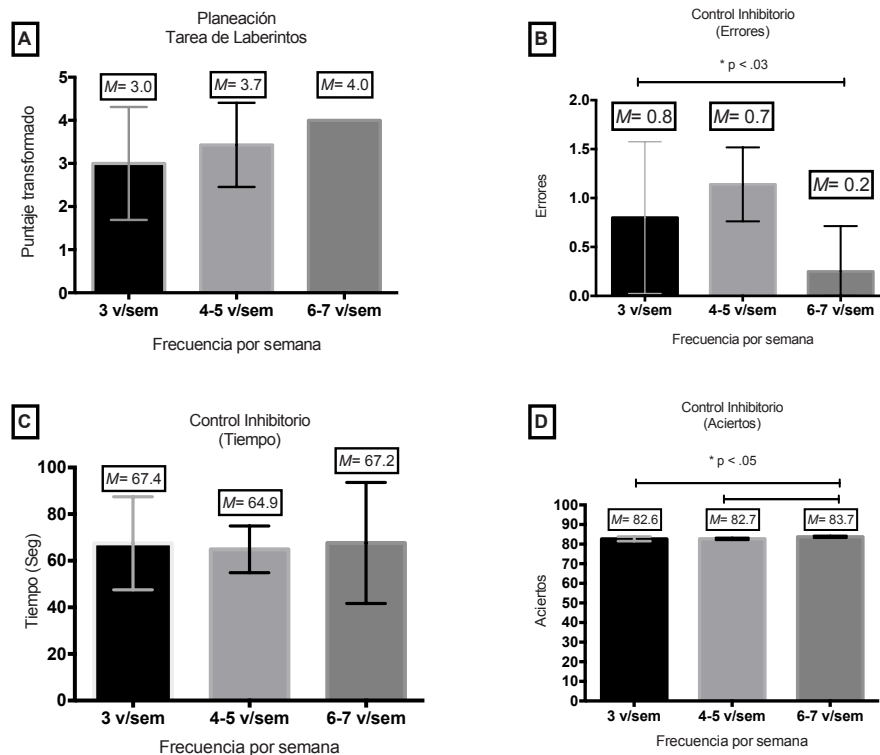 A
Planeación
Tarea de Laberintos
M= 3.0
M= 3.7
M= 4.0
5
4
3
2
1
0
Puntaje transformado
3 v/sem
4-5 v/sem
6-7 v/sem
Frecuencia por semana
B
Control Inhibitorio
(Errores)
* p < .03
M= 0.8
M= 0.7
M= 0.2
2.0
1.5
1.0
0.5
0.0
Errores
3 v/sem
4-5 v/sem
6-7 v/sem
Frecuencia por semana
C
Control Inhibitorio
(Tiempo)
M= 67.4
M= 64.9
M= 67.2
100
80
60
40
20
0
Tiempo (Seg)
3 v/sem
4-5 v/sem
6-7 v/sem
Frecuencia por semana
D
Control Inhibitorio
(Aciertos)
* p < .05
M= 82.6
M= 82.7
M= 83.7
100
90
80
70
60
50
40
30
20
10
0
Aciertos
3 v/sem
4-5 v/sem
6-7 v/sem
Frecuencia por semana